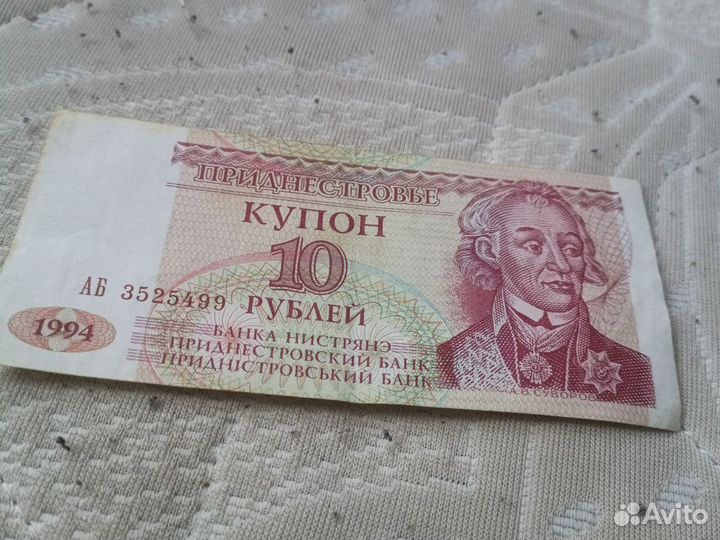 ПРИДНЕСТРОВЬЕ
КУПОН
10
АБ 3525499
РУБЛЕЙ
1994
БАНКА НИСТРЯНЭ
ПРИДНЕСТРОВСКИЙ БАНК
ПРИДНІСТРОВСЬКИЙ БАНК
А.В.СУВОРОВ
Avito